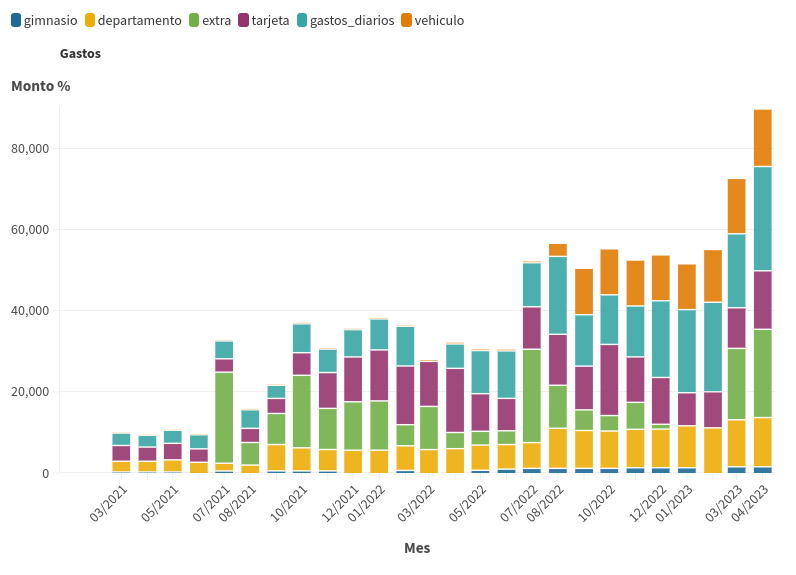 gimnasio departamento extra tarjeta gastos_diarios vehiculo
Gastos
Monto %
80,000
60,000
40,000
20,000
0
03/2021 05/2021 07/2021 08/2021 10/2021 12/2021 01/2022 03/2022 05/2022 07/2022 08/2022 10/2022 12/2022 01/2023 03/2023 04/2023
Mes